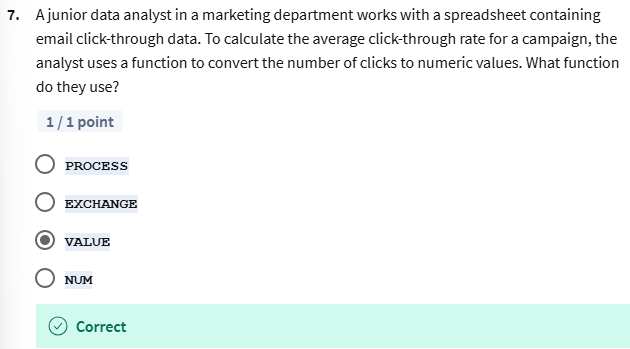 7. A junior data analyst in a marketing department works with a spreadsheet containing
email click-through data. To calculate the average click-through rate for a campaign, the
analyst uses a function to convert the number of clicks to numeric values. What function
do they use?
1 / 1 point
PROCESS
EXCHANGE
VALUE
NUM
Correct